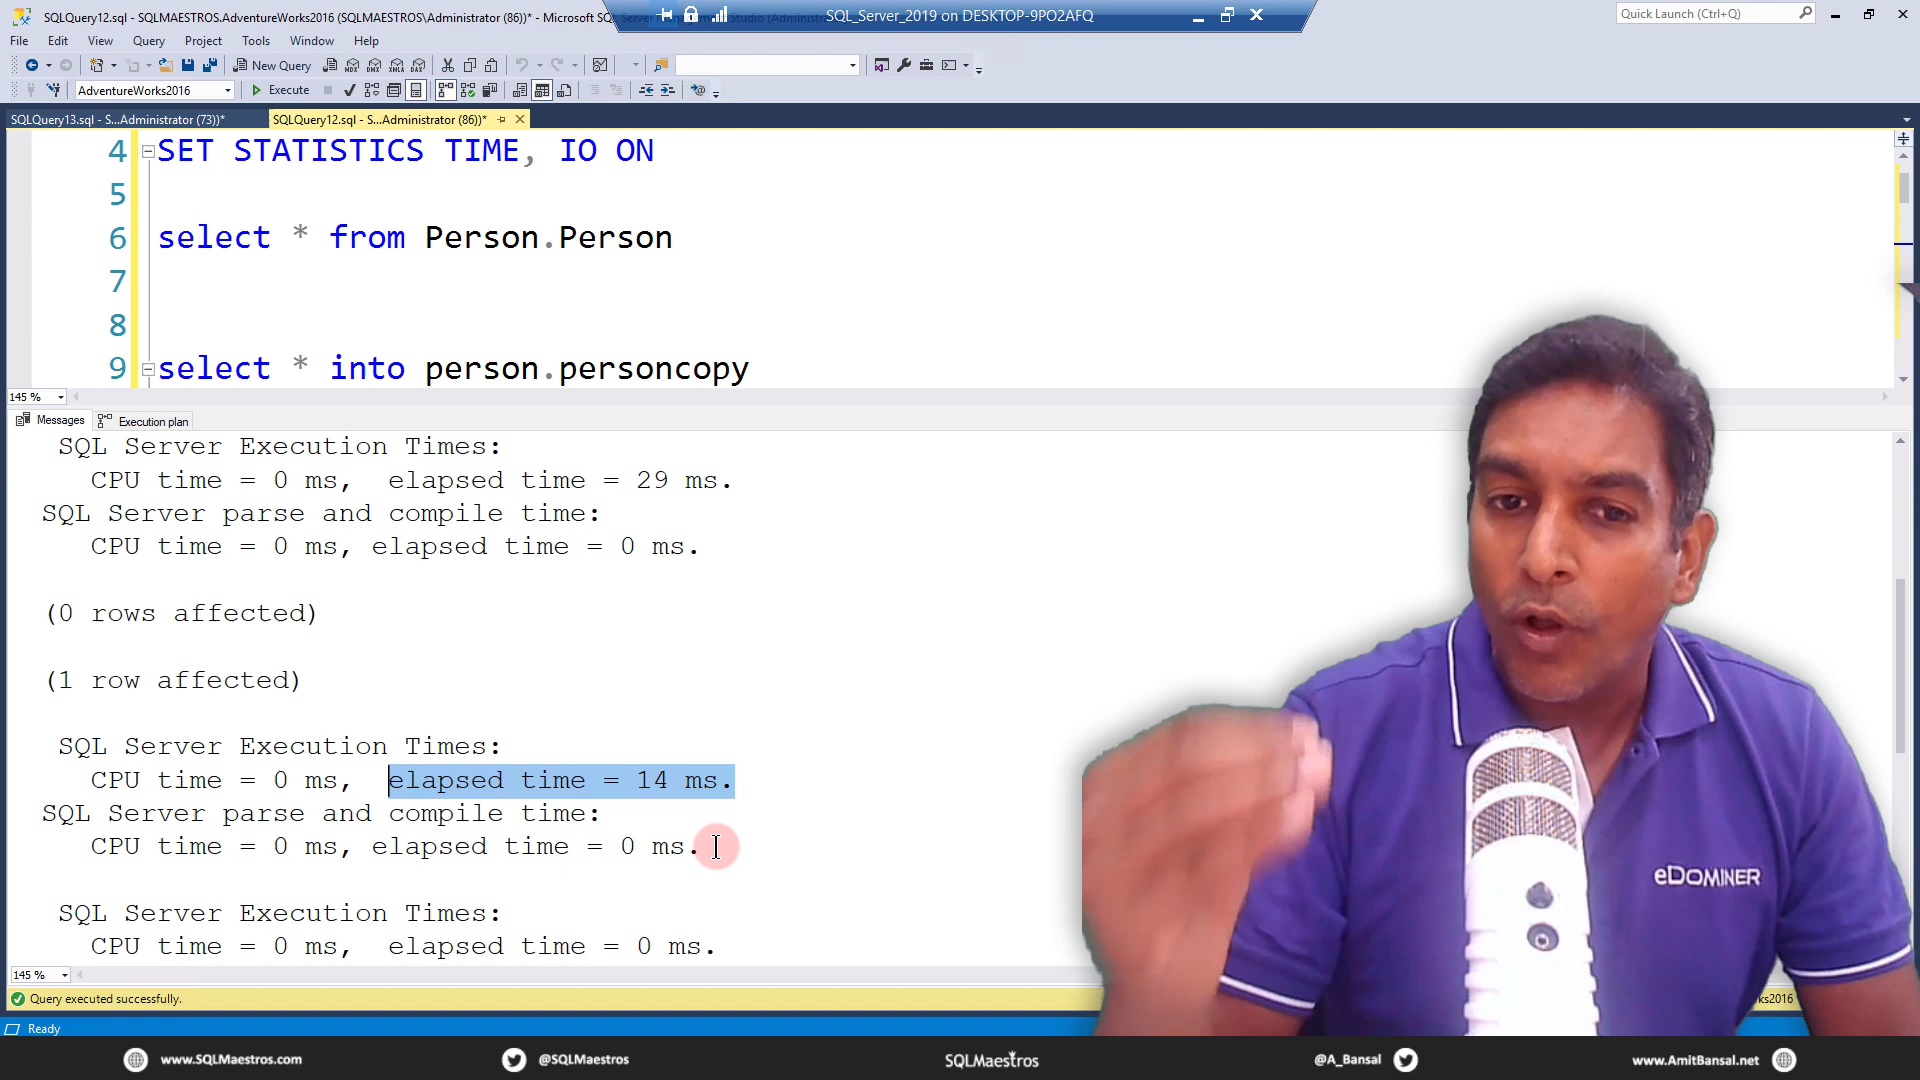 SQLQuery12.sql - SQLMAESTROS.AdventureWorks2016 (SQLMAESTROS\Administrator (86))* - Microsoft SQL
SQL_Server_2019 on DESKTOP-9PO2AFQ
Quick Launch (Ctrl+Q)
File Edit View Query Project Tools Window Help
New Query
MDX DMX XMLA DAX
AdventureWorks2016
Execute
SQLQuery13.sql - S...Administrator (73))*
SQLQuery12.sql - S...Administrator (86))*
4 SET STATISTICS TIME, IO ON
5
6 select * from Person.Person
7
8
9 select * into person.personcopy
145 %
Messages
Execution plan
SQL Server Execution Times:
CPU time = 0 ms,  elapsed time = 29 ms.
SQL Server parse and compile time:
CPU time = 0 ms, elapsed time = 0 ms.
(0 rows affected)
(1 row affected)
SQL Server Execution Times:
CPU time = 0 ms,  elapsed time = 14 ms.
SQL Server parse and compile time:
CPU time = 0 ms, elapsed time = 0 ms.
SQL Server Execution Times:
CPU time = 0 ms,  elapsed time = 0 ms.
145 %
Query executed successfully.
ks2016
Ready
eDOMINER
www.SQLMaestros.com
@SQLMaestros
SQLMaestros
@A_Bansal
www.AmitBansal.net